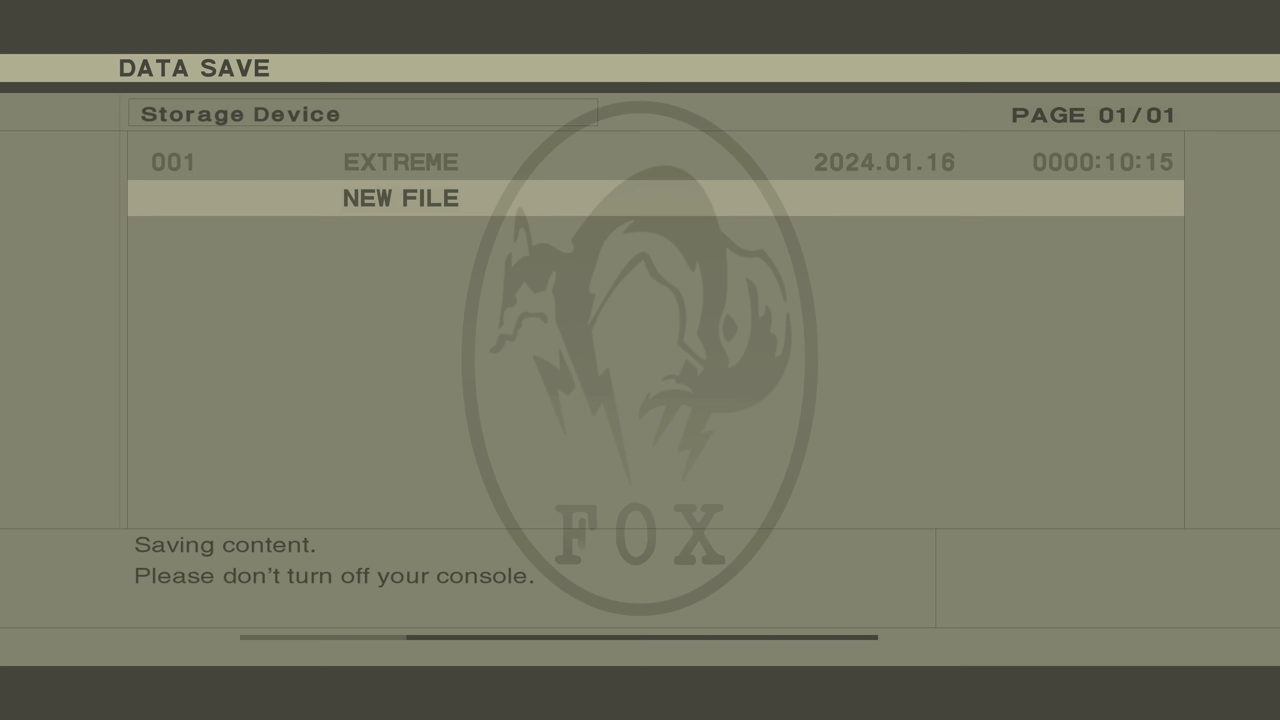 DATA SAVE
Storage Device PAGE 01/01
001 EXTREME 2024.01.16 0000:10:15
NEW FILE
FOX
Saving content.
Please don't turn off your console.